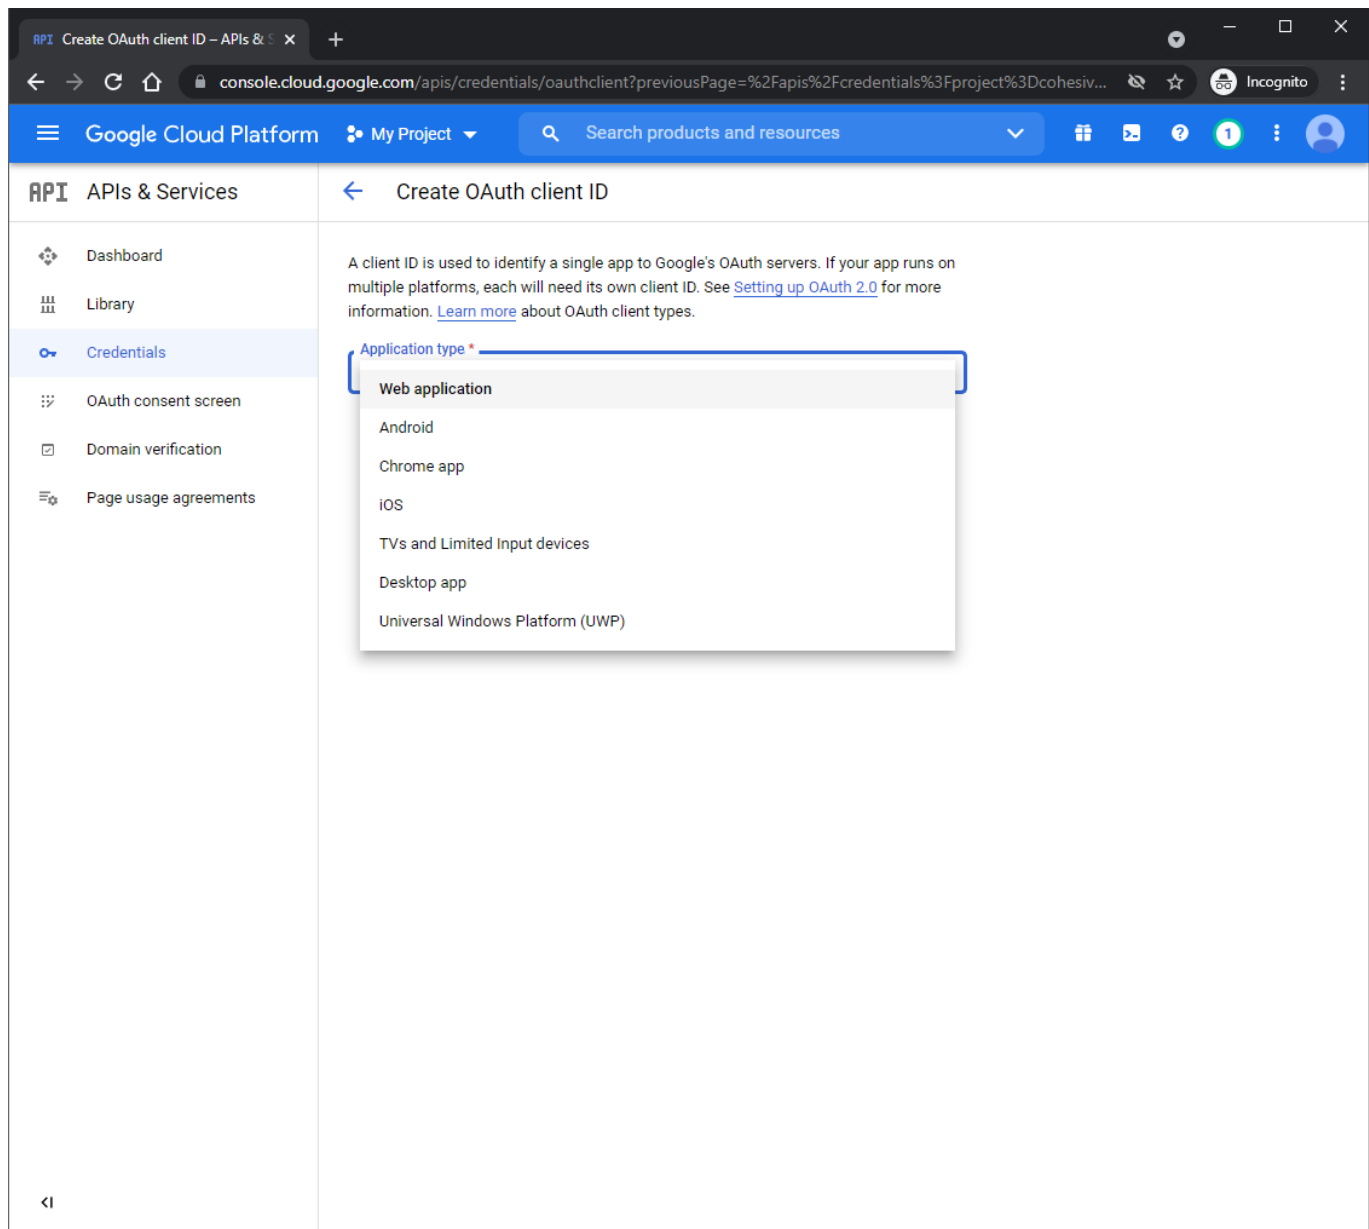 API Create OAuth client ID – APIs & S
console.cloud.google.com/apis/credentials/oauthclient?previousPage=%2Fapis%2Fcredentials%3Fproject%3Dcohesiv...
Incognito
Google Cloud Platform
My Project
Search products and resources
1
API APIs & Services
Create OAuth client ID
Dashboard
Library
Credentials
OAuth consent screen
Domain verification
Page usage agreements
A client ID is used to identify a single app to Google's OAuth servers. If your app runs on
multiple platforms, each will need its own client ID. See Setting up OAuth 2.0 for more
information. Learn more about OAuth client types.
Application type *
Web application
Android
Chrome app
iOS
TVs and Limited Input devices
Desktop app
Universal Windows Platform (UWP)